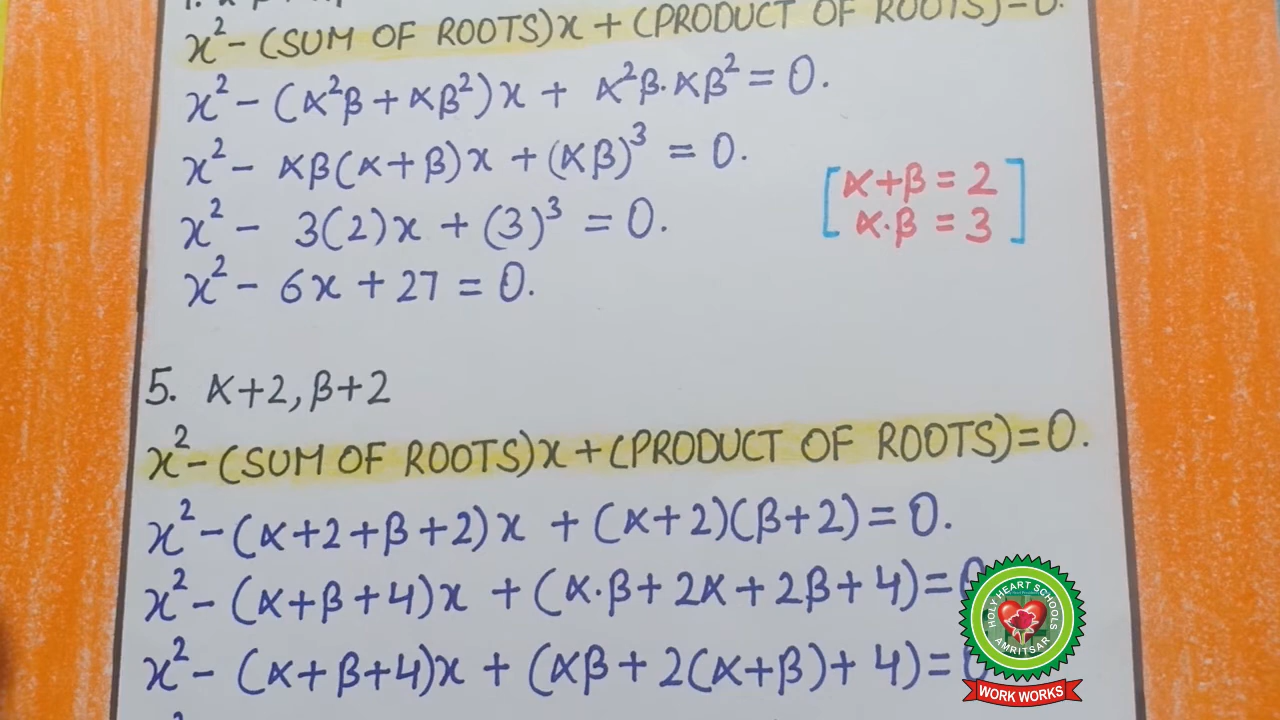 x² - (SUM OF ROOTS)x + (PRODUCT OF ROOTS) = 0.
x² - (α²β + αβ²)x + α²β·αβ² = 0.
x² - αβ(α+β)x + (αβ)³ = 0.
[α+β = 2
α·β = 3]
x² - 3(2)x + (3)³ = 0.
x² - 6x + 27 = 0.
5. α+2, β+2
x² - (SUM OF ROOTS)x + (PRODUCT OF ROOTS) = 0.
x² - (α+2+β+2)x + (α+2)(β+2) = 0.
x² - (α+β+4)x + (α·β + 2α + 2β + 4) =
x² - (α+β+4)x + (αβ + 2(α+β) + 4) =
HOLY HEART SCHOOLS
AMRITSAR
WORK WORKS